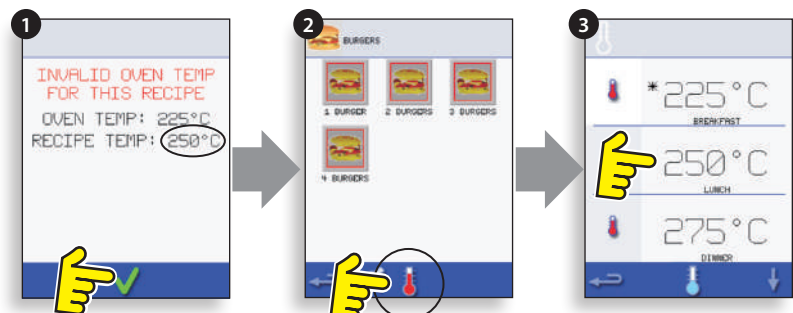 1
INVALID OVEN TEMP
FOR THIS RECIPE
OVEN TEMP: 225°C
RECIPE TEMP: 250°C
2
BURGERS
1 BURGER 2 BURGERS 3 BURGERS
4 BURGERS
3
*225°C
BREAKFAST
250°C
LUNCH
275°C
DINNER